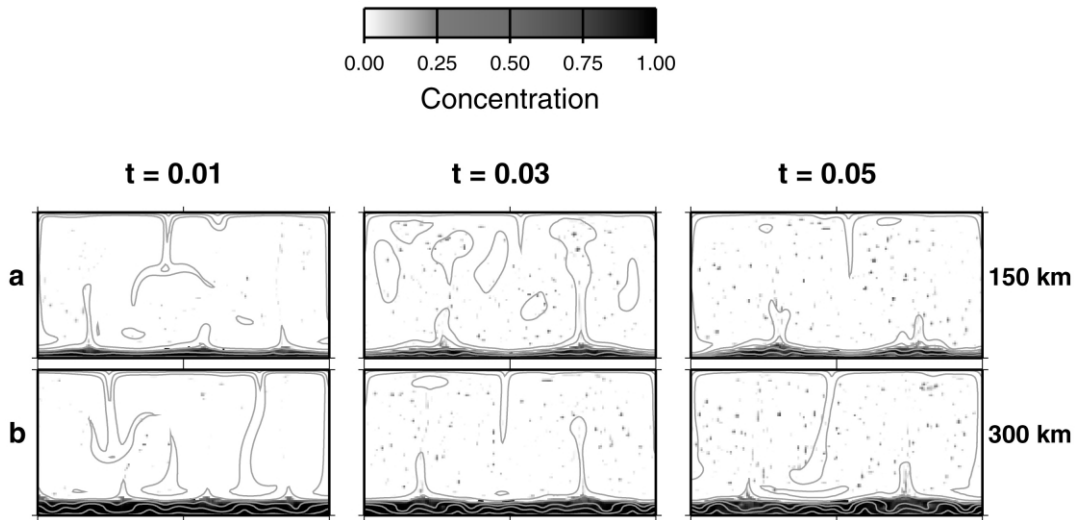 0.00 0.25 0.50 0.75 1.00
Concentration
t = 0.01 t = 0.03 t = 0.05
a 150 km
b 300 km